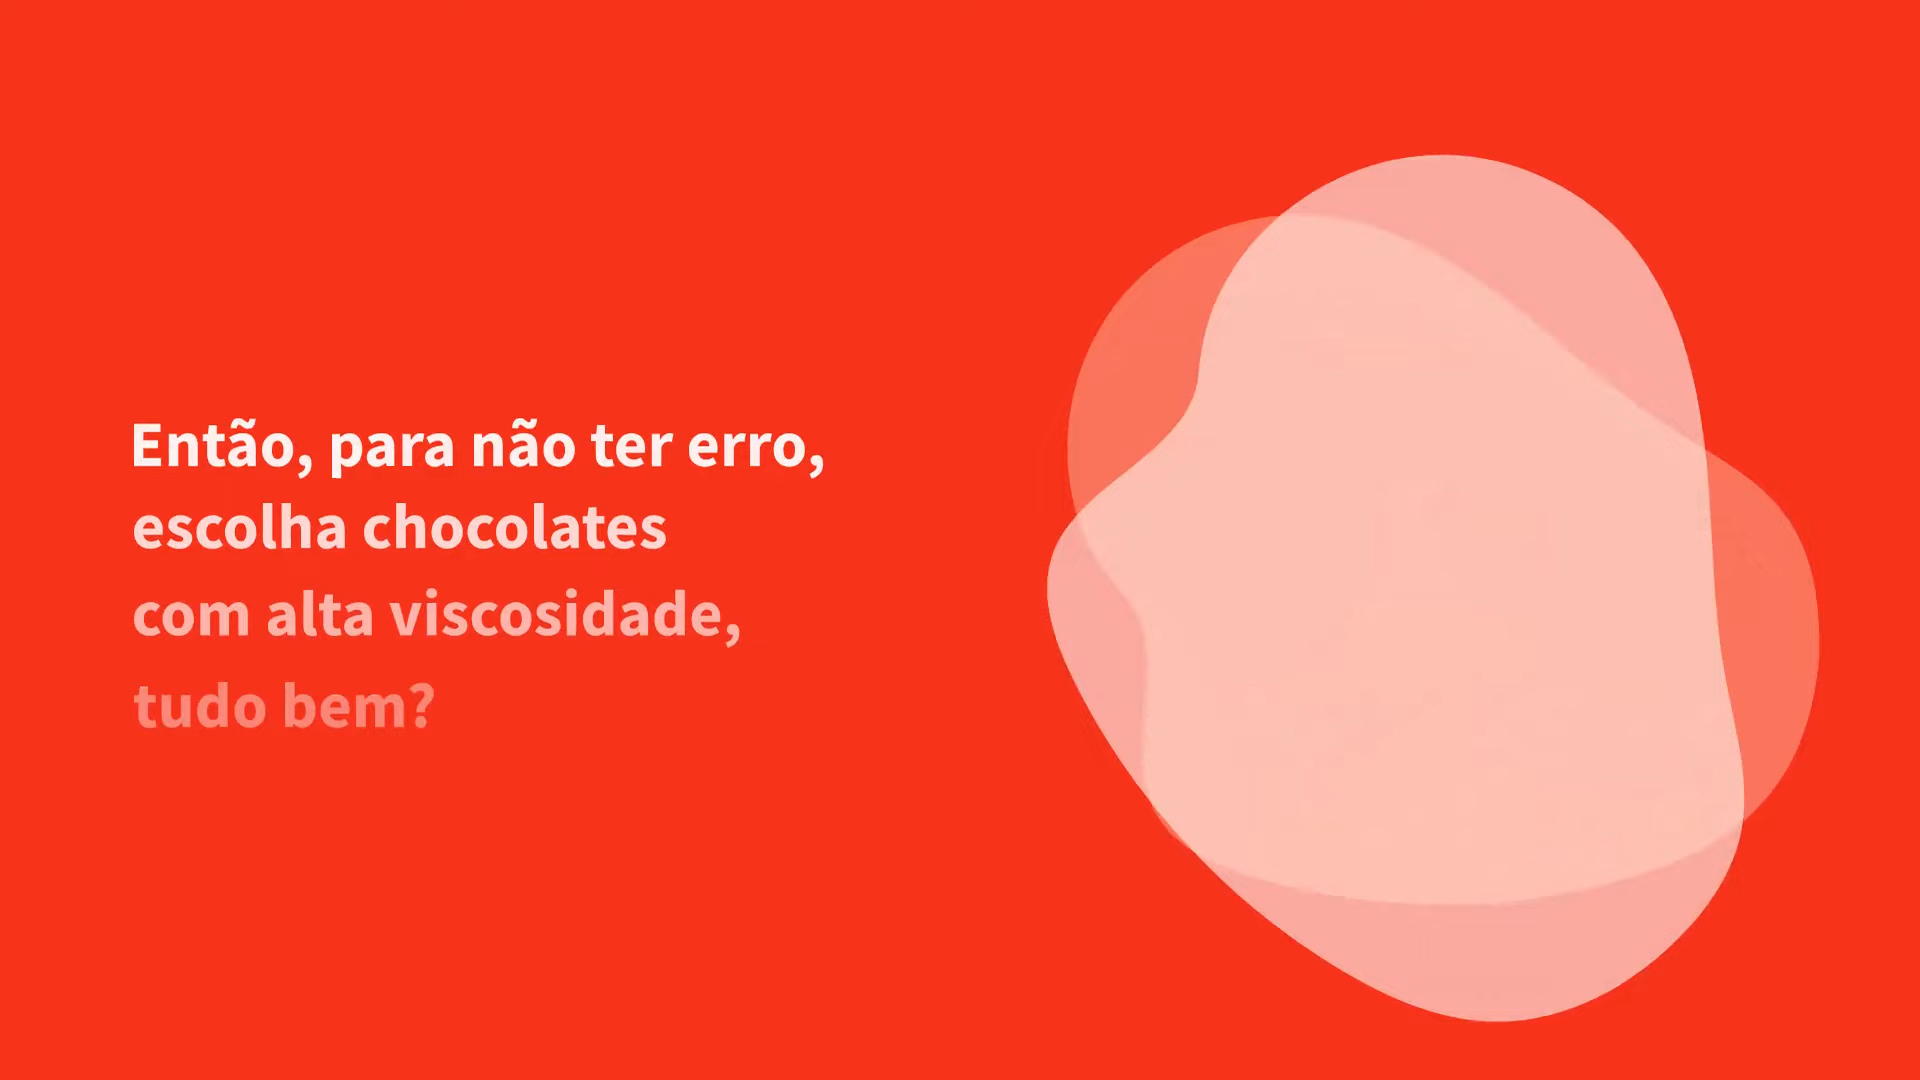 Então, para não ter erro,
escolha chocolates
com alta viscosidade,
tudo bem?